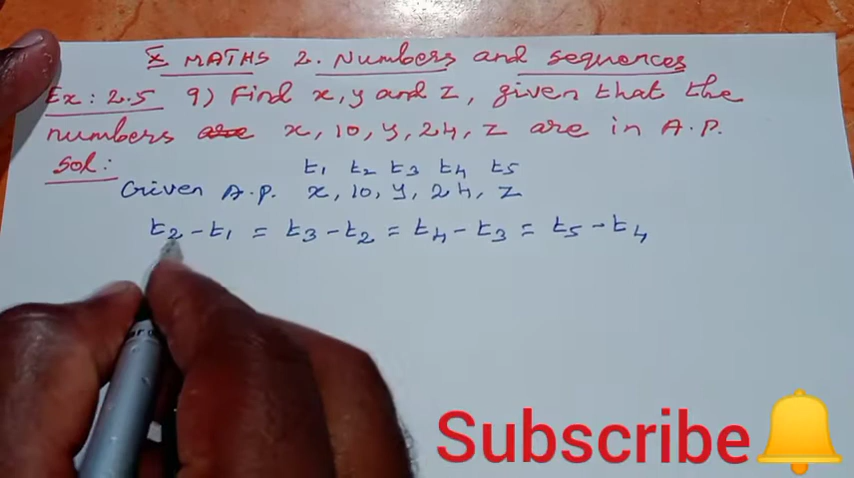 X MATHS 2. Numbers and sequences
Ex: 2.5 9) Find x, y and z, given that the
numbers are x, 10, y, 24, z are in A.P.
Sol:
t₁ t₂ t₃ t₄ t₅
Given A.P. x, 10, y, 24, z
t₂ - t₁ = t₃ - t₂ = t₄ - t₃ = t₅ - t₄
Subscribe